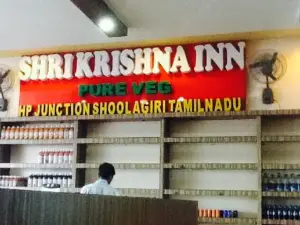 SHRI KRISHNA INN
PURE VEG
HP JUNCTION SHOOLAGIRI TAMILNADU